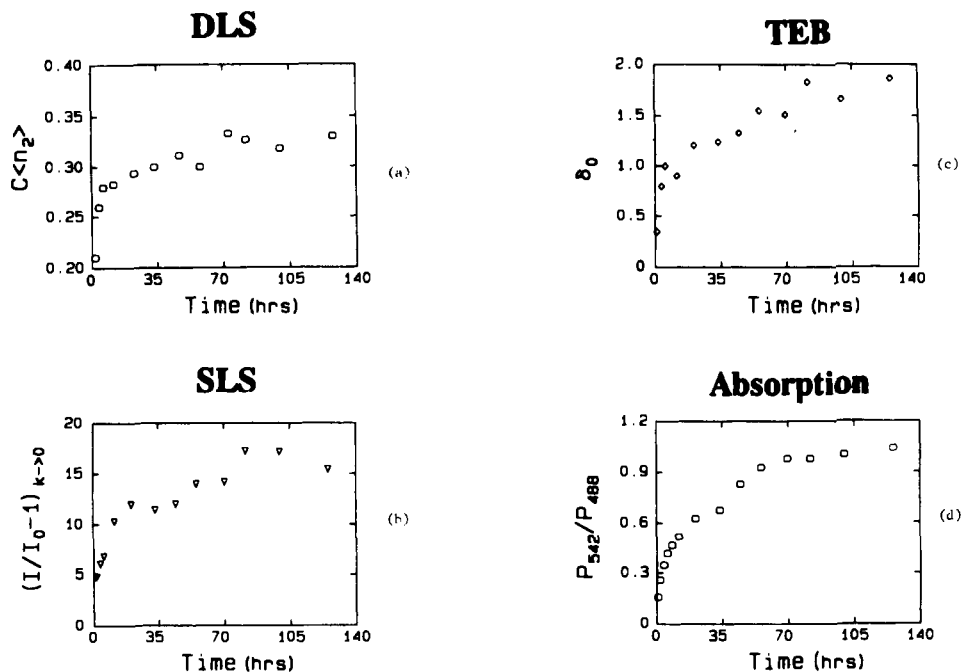 DLS
0.40
0.35
0.30
0.25
0.20
C<n₂>
0 35 70 105 140
Time (hrs)
(a)
TEB
2.0
1.5
1.0
0.5
0
δ₀
0 35 70 105 140
Time (hrs)
(c)
SLS
20
15
10
5
0
(I/I₀-1)ₖ₋>₀
0 35 70 105 140
Time (hrs)
(b)
Absorption
1.2
0.9
0.6
0.3
0
P₅₄₂/P₄₈₈
0 35 70 105 140
Time (hrs)
(d)